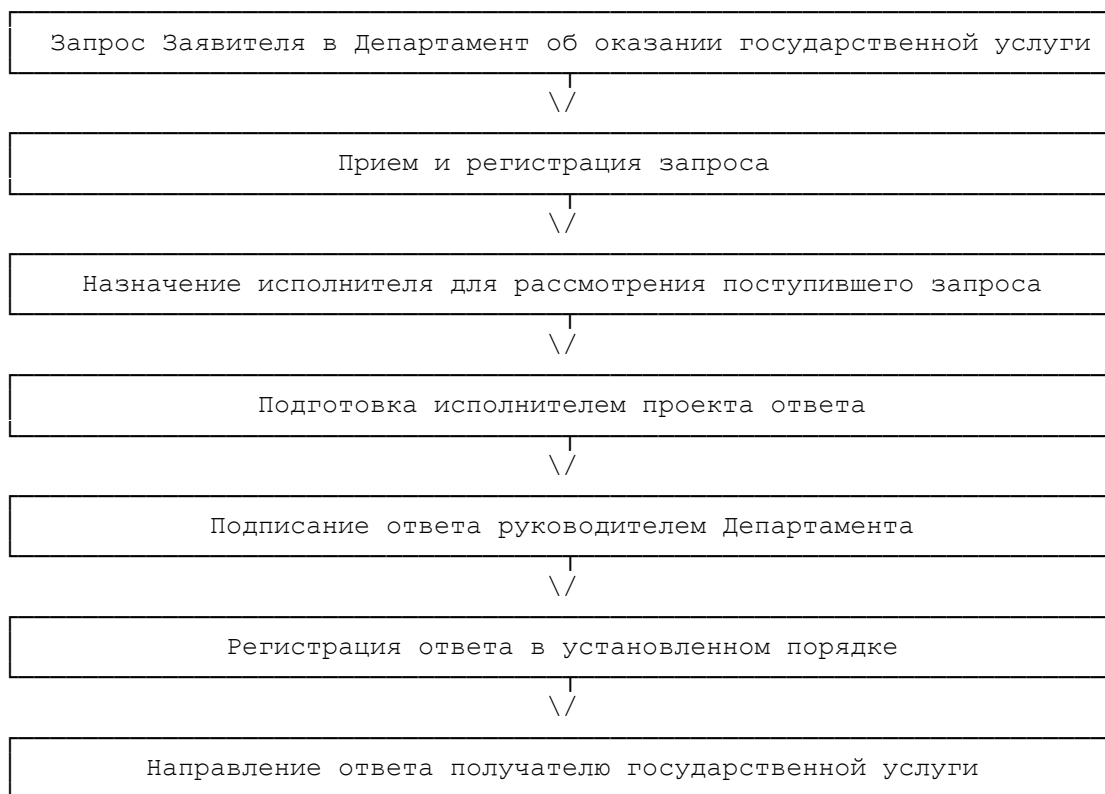 Запрос Заявителя в Департамент об оказании государственной услуги
Прием и регистрация запроса
Назначение исполнителя для рассмотрения поступившего запроса
Подготовка исполнителем проекта ответа
Подписание ответа руководителем Департамента
Регистрация ответа в установленном порядке
Направление ответа получателю государственной услуги